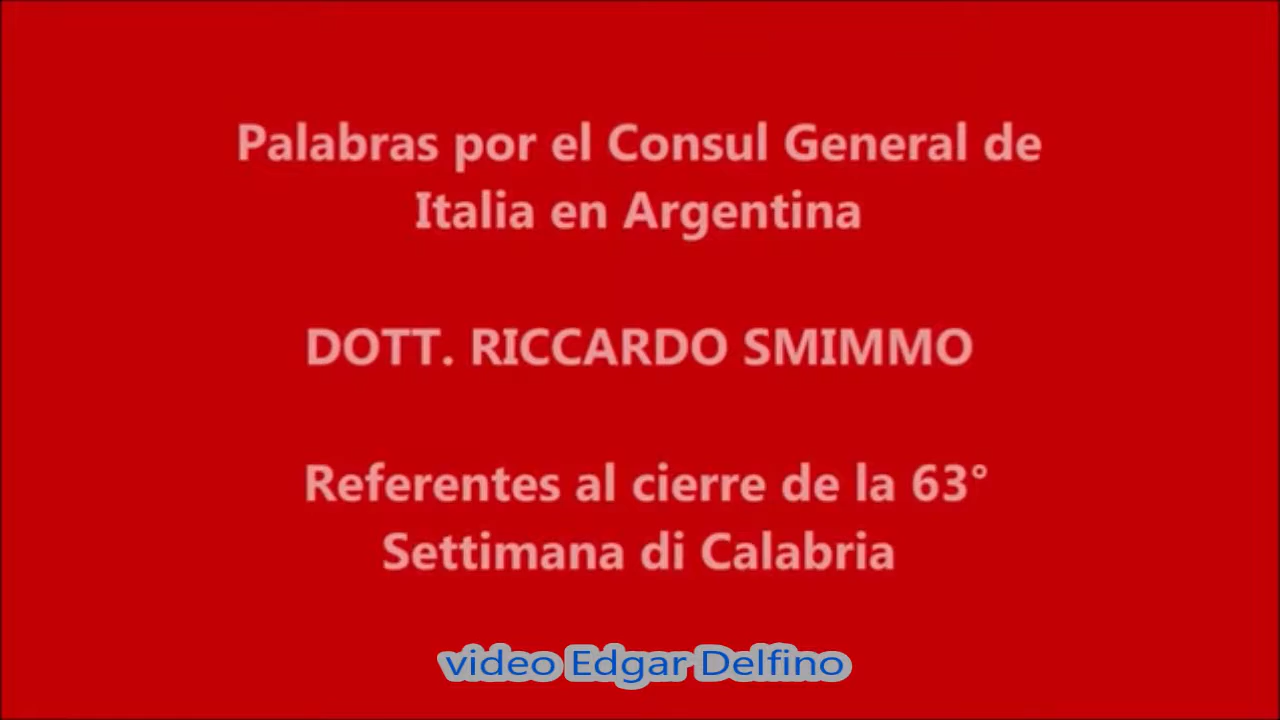 Palabras por el Consul General de
Italia en Argentina
DOTT. RICCARDO SMIMMO
Referentes al cierre de la 63°
Settimana di Calabria
video Edgar Delfino